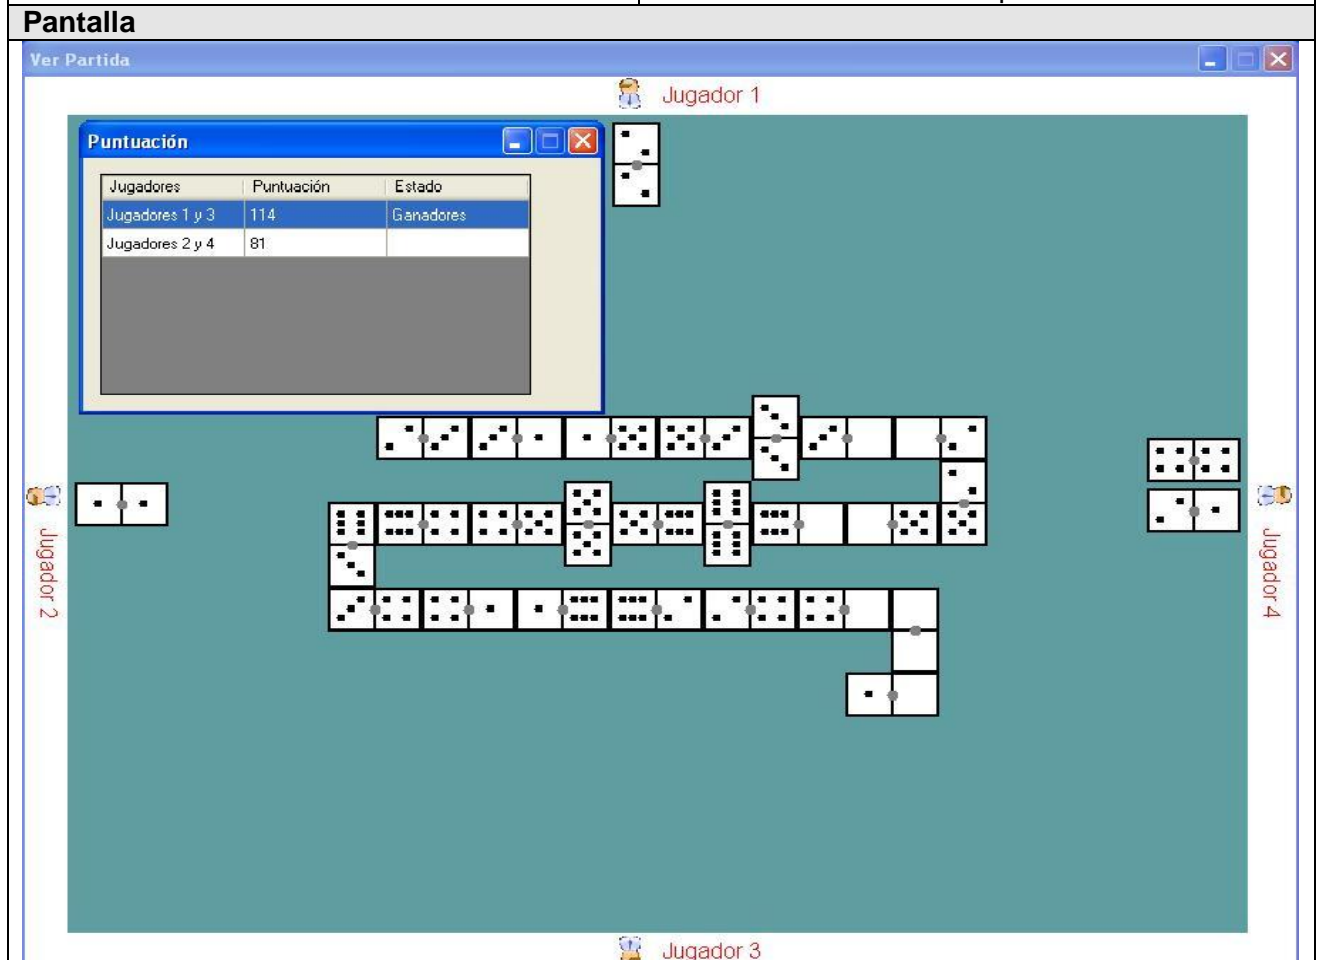 Pantalla
Ver Partida
Jugador 1
Puntuación
Jugadores Puntuación Estado
Jugadores 1 y 3 114 Ganadores
Jugadores 2 y 4 81
Jugador 2
Jugador 4
Jugador 3